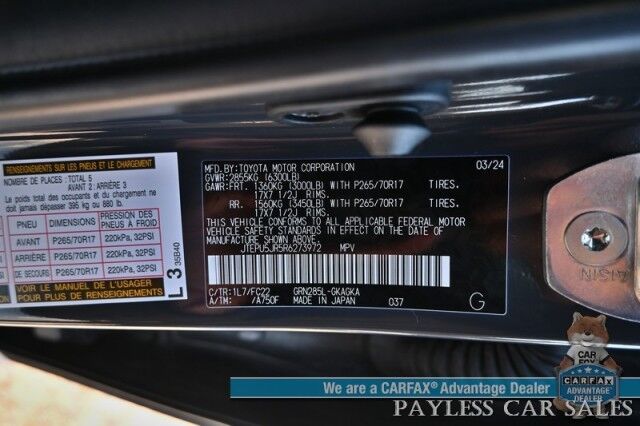 RENSEIGNEMENTS SUR LES PNEUS ET LE CHARGEMENT
NOMBRE DE PLACES : TOTAL 5
AVANT 2 : ARRIÈRE 3
Le poids total des occupants et du chargement ne
doit jamais dépasser 395 kg ou 880 lb.
PNEU DIMENSIONS PRESSION DES PNEUS À FROID
AVANT P265/70R17 220kPa, 32PSI
ARRIÈRE P265/70R17 220kPa, 32PSI
DE SECOURS P265/70R17 220kPa, 32PSI
VOIR LE MANUEL DE L'USAGER
POUR PLUS DE RENSEIGNEMENTS
L 3 35B40
MFD.BY:TOYOTA MOTOR CORPORATION 03/24
GVWR:2855KG (6300LB)
GAWR:FRT. 1360KG (3000LB) WITH P265/70R17 TIRES.
17X7 1/2J RIMS.
RR. 1560KG (3450LB) WITH P265/70R17 TIRES.
17X7 1/2J RIMS.
THIS VEHICLE CONFORMS TO ALL APPLICABLE FEDERAL MOTOR
VEHICLE SAFETY STANDARDS IN EFFECT ON THE DATE OF
MANUFACTURE SHOWN ABOVE.
JTEPU5JR5R6273972 MPV
C/TR:1L7/FC22 GRN285L-GKAGKA
A/TM: /A750F MADE IN JAPAN 037 G
AISIN
CAR
FOX
CARFAX
ADVANTAGE
DEALER
We are a CARFAX® Advantage Dealer
PAYLESS CAR SALES